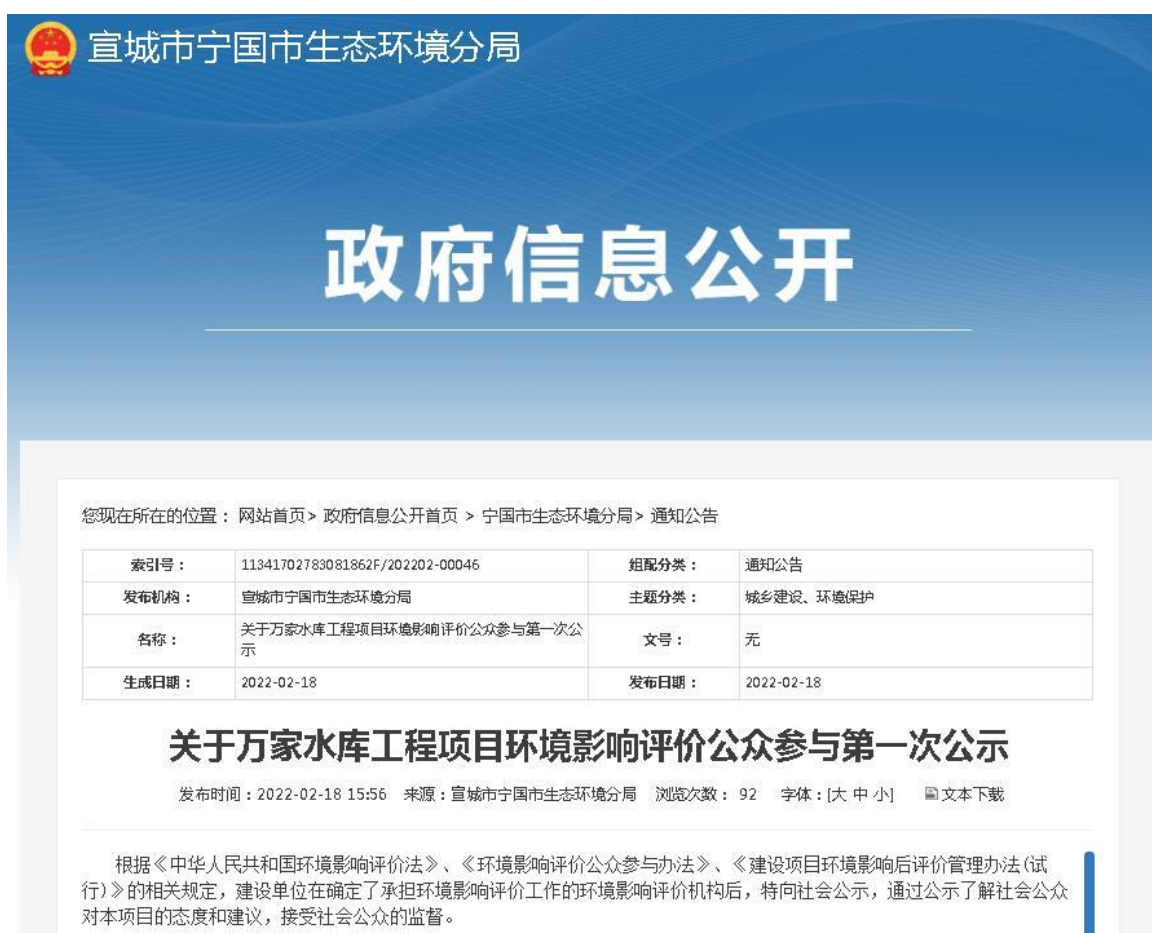 宣城市宁国市生态环境分局
政府信息公开
您现在所在的位置：网站首页> 政府信息公开首页 > 宁国市生态环境分局> 通知公告
索引号： 11341702783081862F/202202-00046 组配分类： 通知公告
发布机构： 宣城市宁国市生态环境分局 主题分类： 城乡建设、环境保护
名称： 关于万家水库工程项目环境影响评价公众参与第一次公
示 文号： 无
生成日期： 2022-02-18 发布日期： 2022-02-18
关于万家水库工程项目环境影响评价公众参与第一次公示
发布时间：2022-02-18 15:56 来源：宣城市宁国市生态环境分局 浏览次数： 92 字体：[大 中 小] 文本下载
根据《中华人民共和国环境影响评价法》、《环境影响评价公众参与办法》、《建设项目环境影响后评价管理办法(试
行)》的相关规定，建设单位在确定了承担环境影响评价工作的环境影响评价机构后，特向社会公示，通过公示了解社会公众
对本项目的态度和建议，接受社会公众的监督。